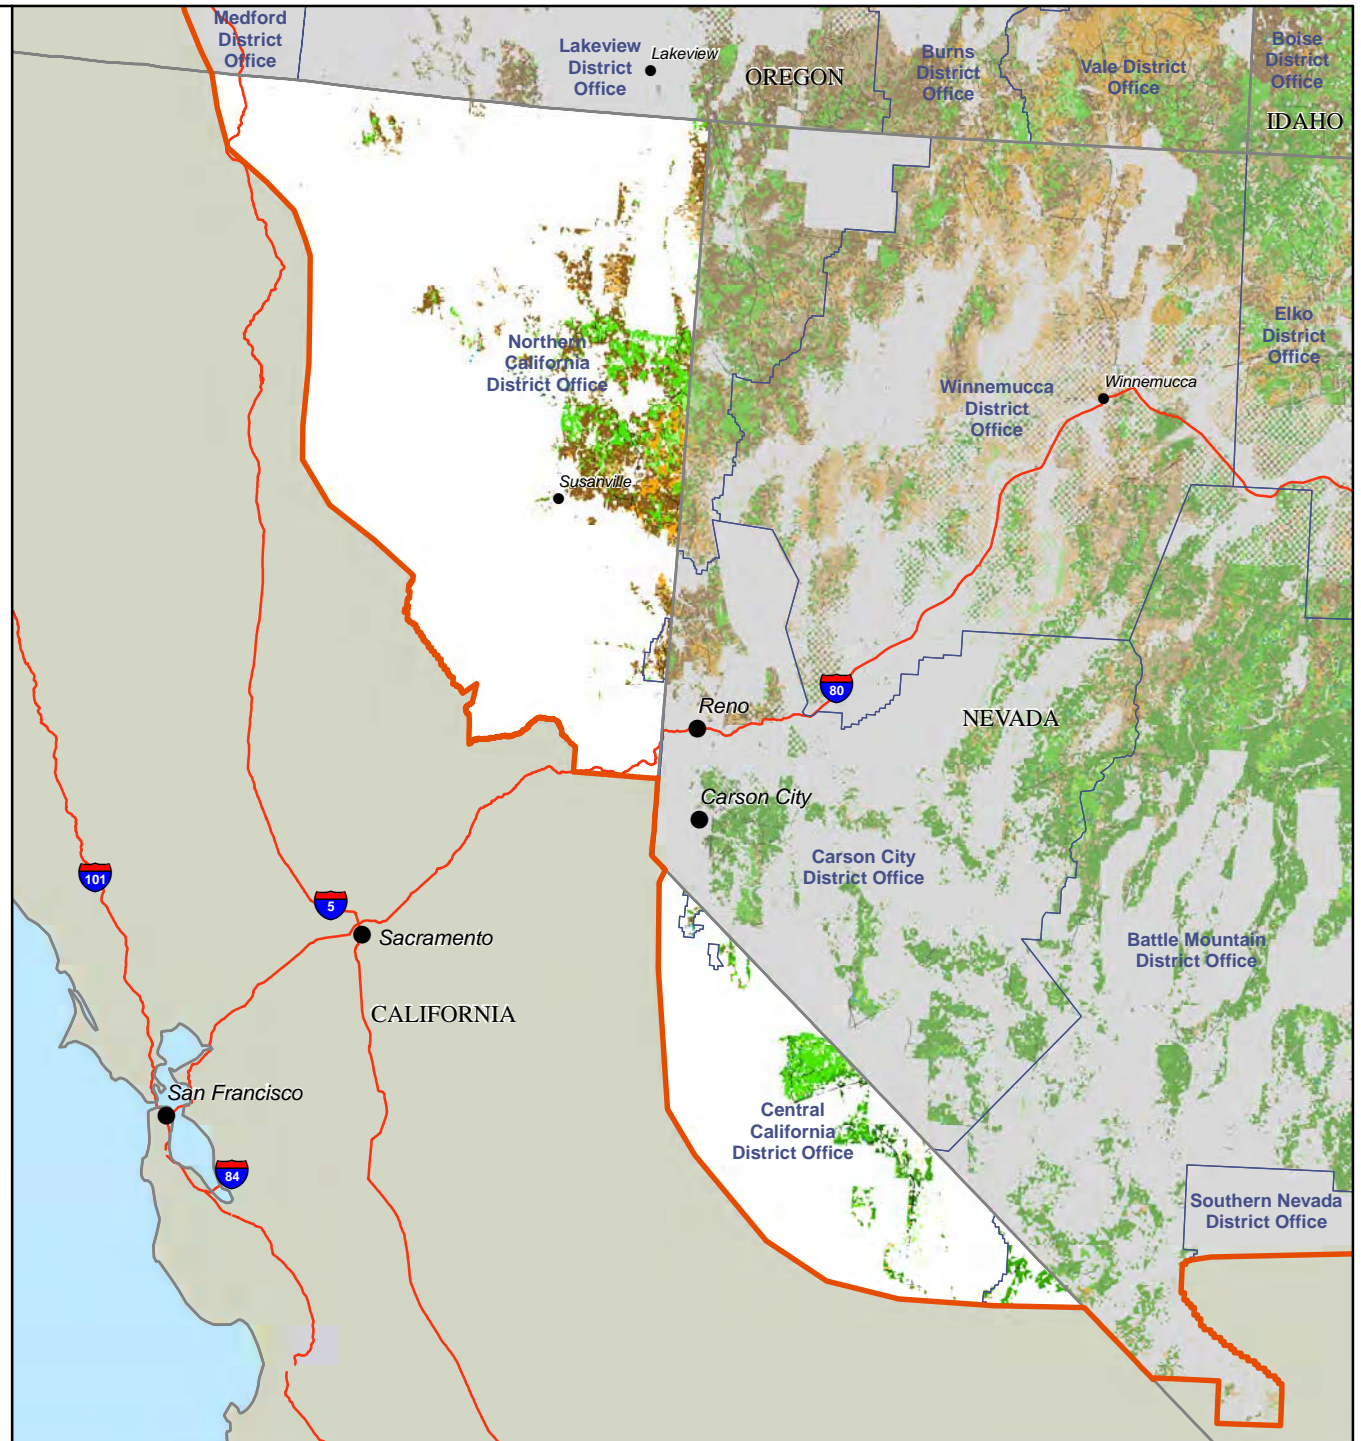 Medford
District
Office
Lakeview
District
Office
Lakeview
OREGON
Burns
District
Office
Vale District
Office
Boise
District
Office
IDAHO
Northern
California
District Office
Elko
District
Office
Winnemucca
District
Office
Winnemucca
Susanville
80
Reno
NEVADA
Carson City
Carson City
District Office
101
5
Sacramento
Battle Mountain
District Office
CALIFORNIA
San Francisco
Central
California
District Office
84
Southern Nevada
District Office